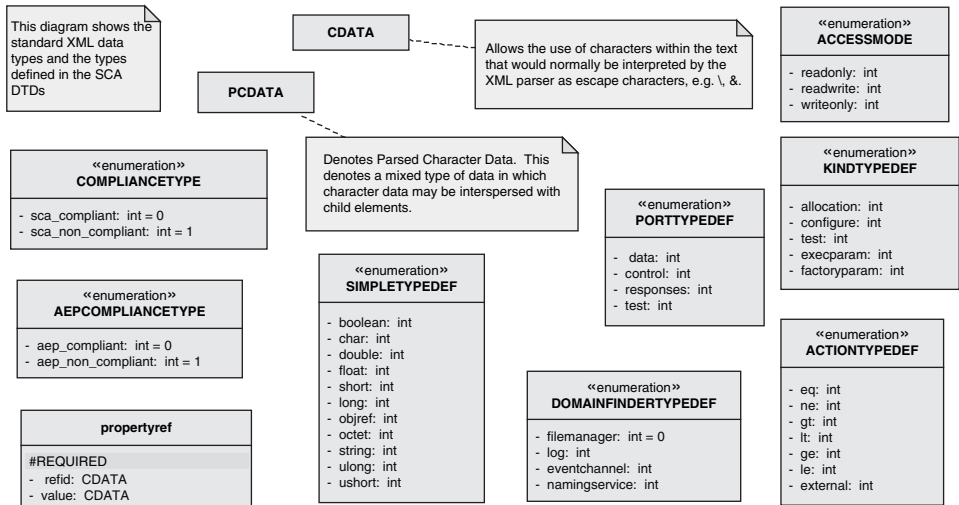 This diagram shows the
standard XML data
types and the types
defined in the SCA
DTDs
CDATA
Allows the use of characters within the text
that would normally be interpreted by the
XML parser as escape characters, e.g. \, &.
PCDATA
Denotes Parsed Character Data.  This
denotes a mixed type of data in which
character data may be interspersed with
child elements.
«enumeration»
ACCESSMODE
- readonly: int
- readwrite: int
- writeonly: int
«enumeration»
COMPLIANCETYPE
- sca_compliant: int = 0
- sca_non_compliant: int = 1
«enumeration»
KINDTYPEDEF
- allocation: int
- configure: int
- test: int
- execparam: int
- factoryparam: int
«enumeration»
PORTTYPEDEF
- data: int
- control: int
- responses: int
- test: int
«enumeration»
SIMPLETYPEDEF
- boolean: int
- char: int
- double: int
- float: int
- short: int
- long: int
- objref: int
- octet: int
- string: int
- ulong: int
- ushort: int
«enumeration»
AEPCOMPLIANCETYPE
- aep_compliant: int = 0
- aep_non_compliant: int = 1
«enumeration»
ACTIONTYPEDEF
- eq: int
- ne: int
- gt: int
- lt: int
- ge: int
- le: int
- external: int
«enumeration»
DOMAINFINDERTYPEDEF
- filemanager: int = 0
- log: int
- eventchannel: int
- namingservice: int
propertyref
#REQUIRED
- refid: CDATA
- value: CDATA